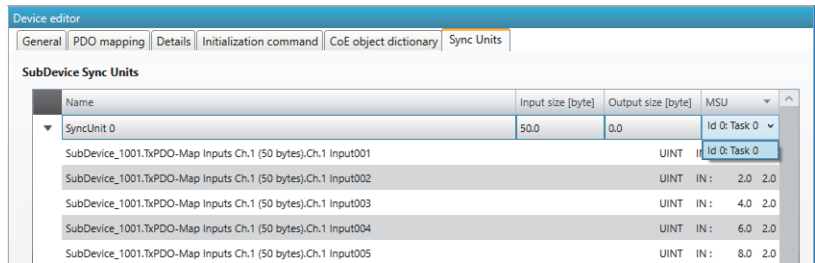 Device editor
General PDO mapping Details Initialization command CoE object dictionary Sync Units
SubDevice Sync Units
Name Input size [byte] Output size [byte] MSU
SyncUnit 0 50.0 0.0 Id 0: Task 0
Id 0: Task 0
SubDevice_1001.TxPDO-Map Inputs Ch.1 (50 bytes).Ch.1 Input001 UINT
SubDevice_1001.TxPDO-Map Inputs Ch.1 (50 bytes).Ch.1 Input002 UINT IN : 2.0 2.0
SubDevice_1001.TxPDO-Map Inputs Ch.1 (50 bytes).Ch.1 Input003 UINT IN : 4.0 2.0
SubDevice_1001.TxPDO-Map Inputs Ch.1 (50 bytes).Ch.1 Input004 UINT IN : 6.0 2.0
SubDevice_1001.TxPDO-Map Inputs Ch.1 (50 bytes).Ch.1 Input005 UINT IN : 8.0 2.0